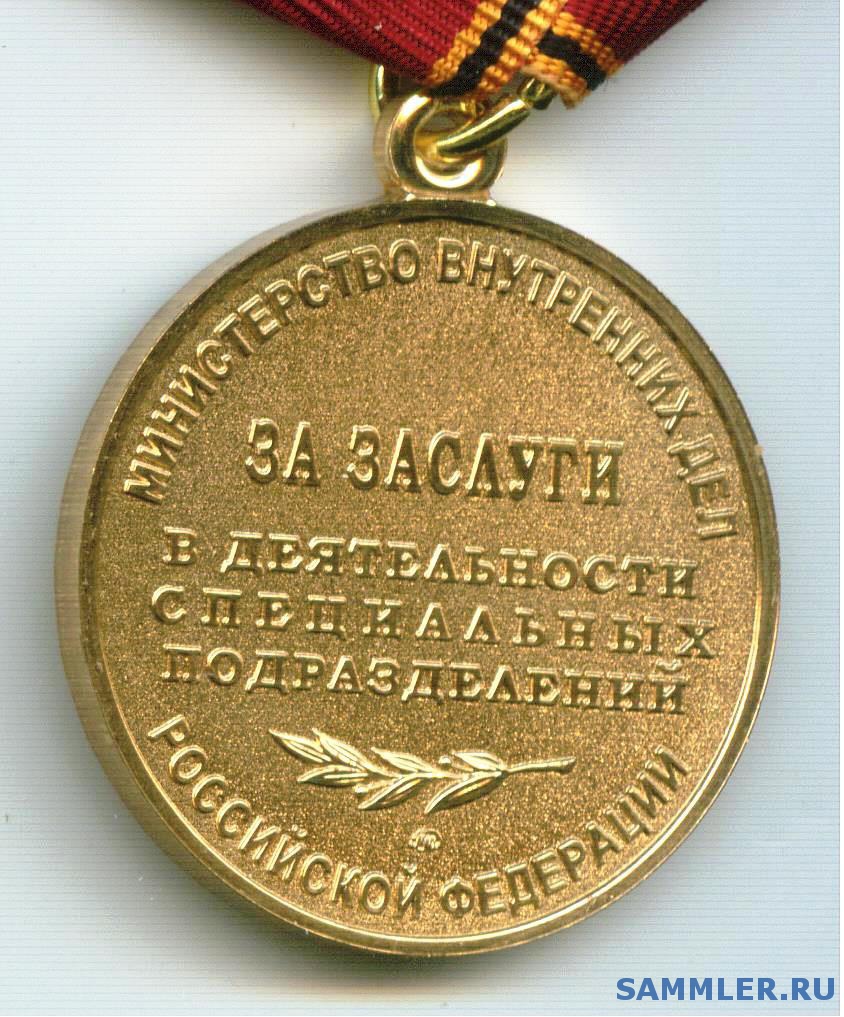 МИНИСТЕРСТВО ВНУТРЕННИХ ДЕЛ
ЗА ЗАСЛУГИ
В ДЕЯТЕЛЬНОСТИ
СПЕЦИАЛЬНЫХ
ПОДРАЗДЕЛЕНИЙ
РОССИЙСКОЙ ФЕДЕРАЦИИ
SAMMLER.RU